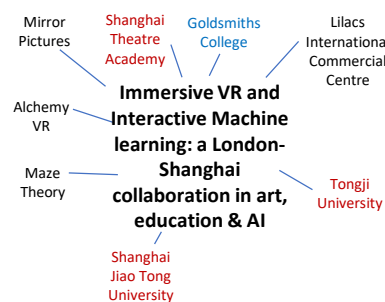 Mirror
Pictures
Shanghai
Theatre
Academy
Goldsmiths
College
Lilacs
International
Commercial
Centre
Alchemy
VR
Immersive VR and
Interactive Machine
learning: a London-
Shanghai
collaboration in art,
education & AI
Maze
Theory
Tongji
University
Shanghai
Jiao Tong
University